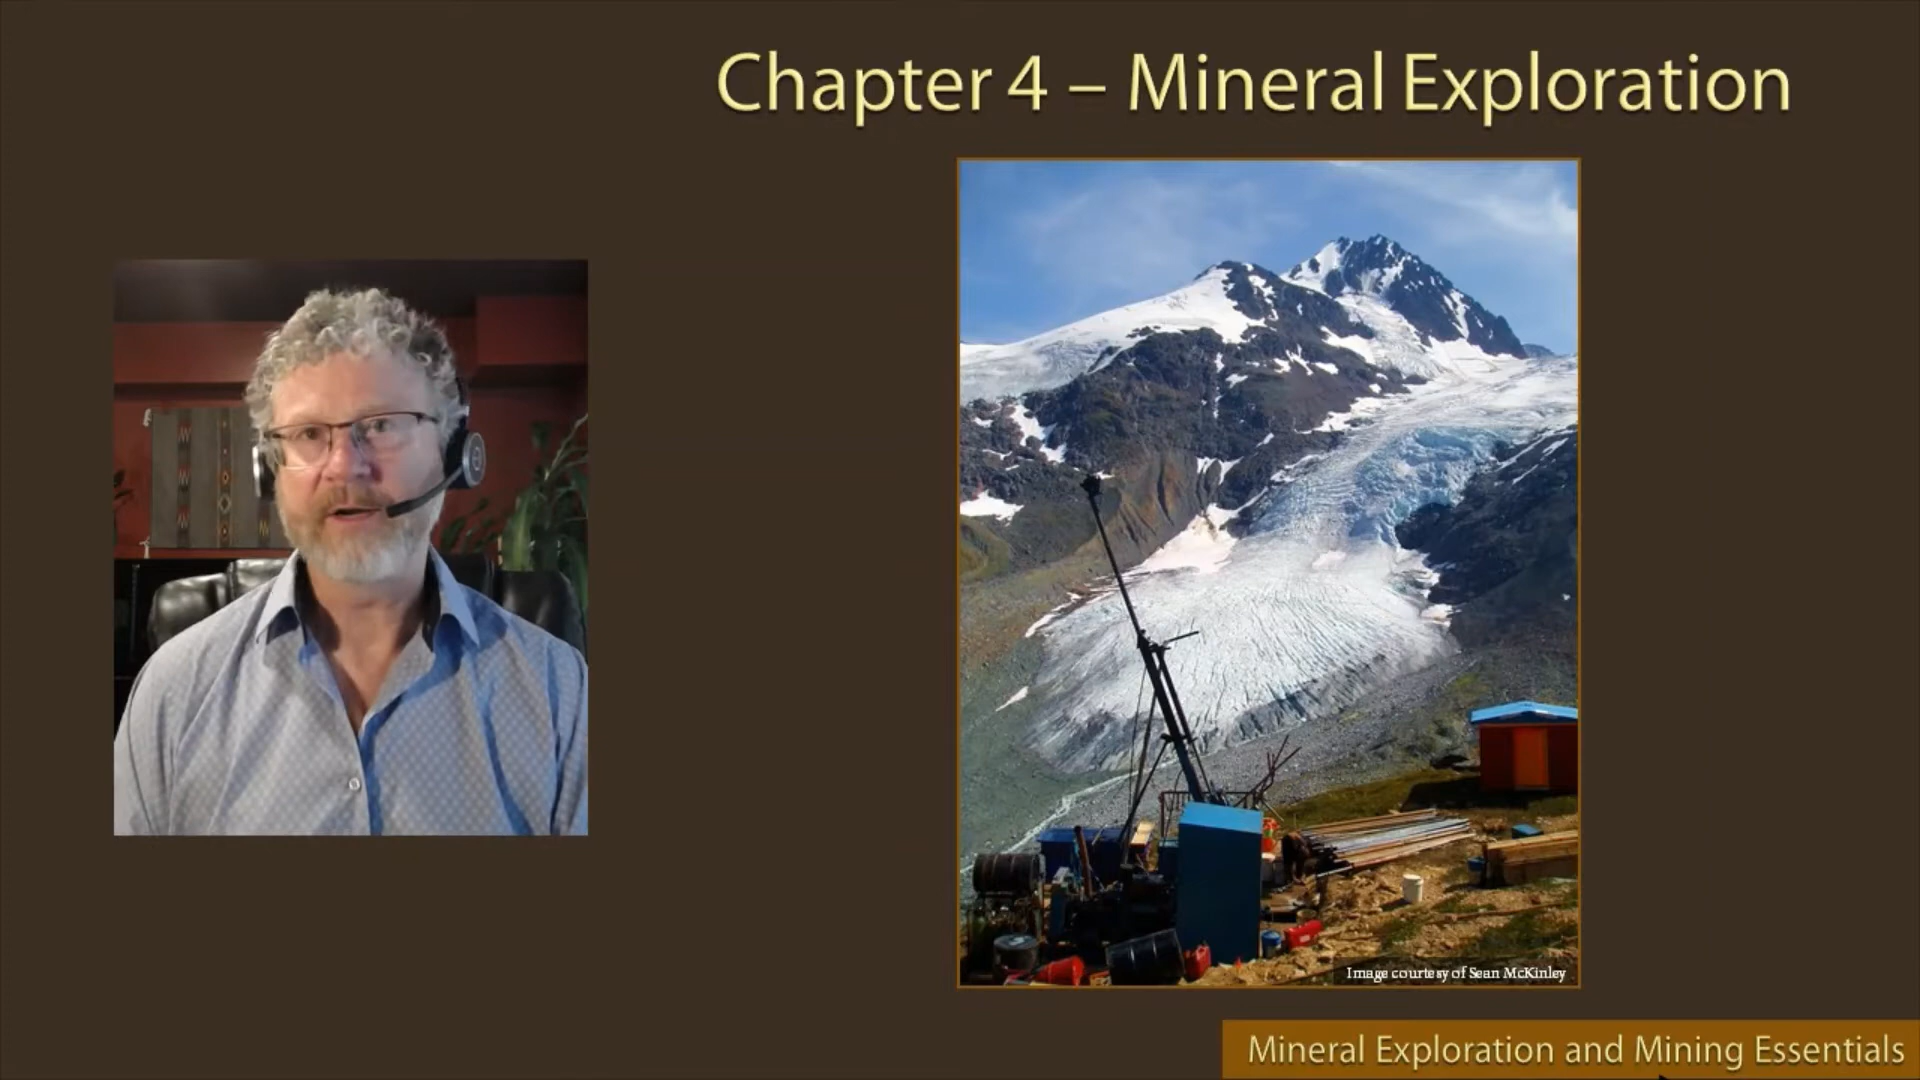 Chapter 4 – Mineral Exploration
Image courtesy of Sean McKinley
Mineral Exploration and Mining Essentials